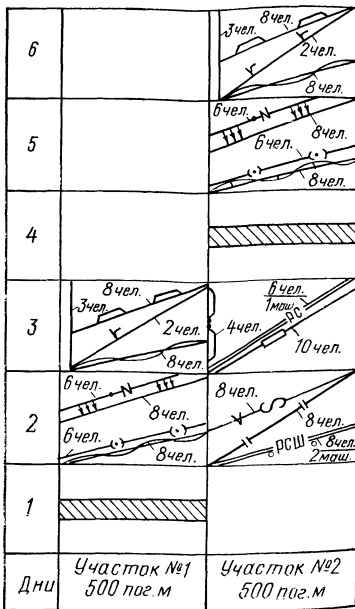 6
3чел.
8чел.
2чел.
r
8чел.
5
6чел.
N
8чел.
6чел.
8чел.
4
3
3чел.
8чел.
2чел.
r
8чел.
4чел.
6чел.
1маш.
РС
10чел.
2
6чел.
N
8чел.
6чел.
8чел.
8чел.
8чел.
РСШ
8чел.
2маш.
1
Дни
Участок №1
500 пог.м
Участок №2
500 пог.м